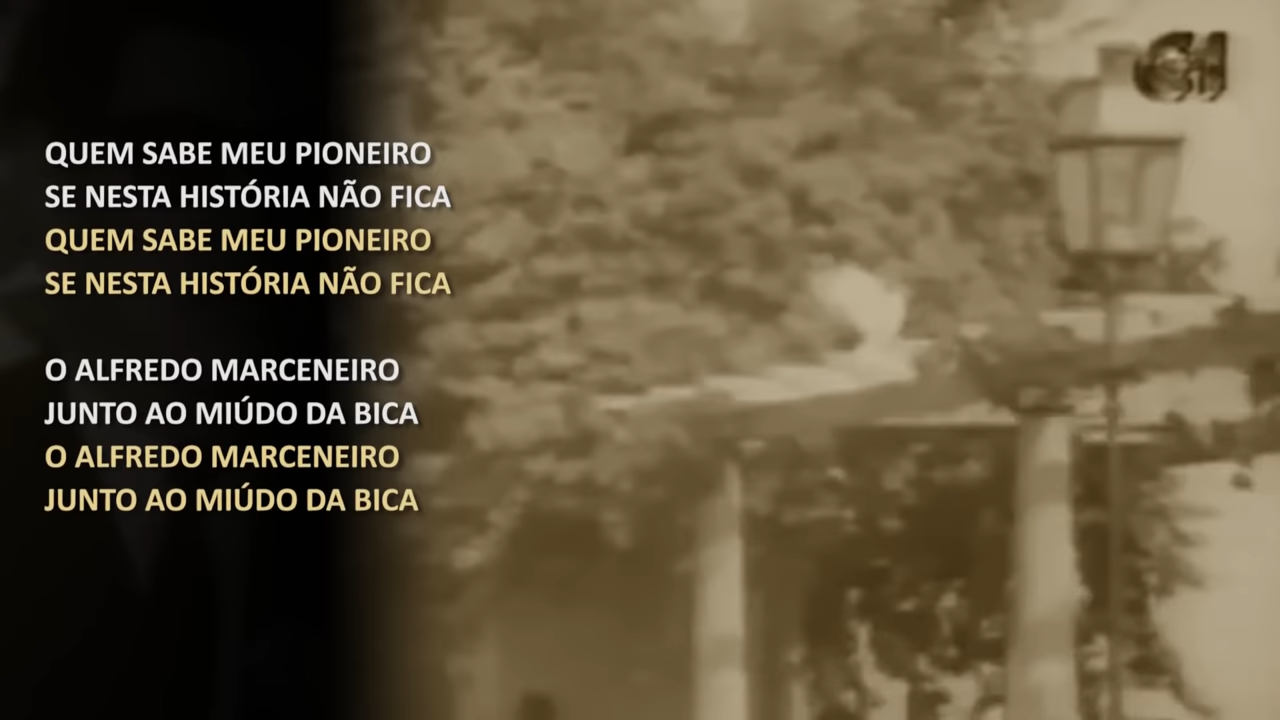 QUEM SABE MEU PIONEIRO
SE NESTA HISTÓRIA NÃO FICA
QUEM SABE MEU PIONEIRO
SE NESTA HISTÓRIA NÃO FICA
O ALFREDO MARCENEIRO
JUNTO AO MIÚDO DA BICA
O ALFREDO MARCENEIRO
JUNTO AO MIÚDO DA BICA